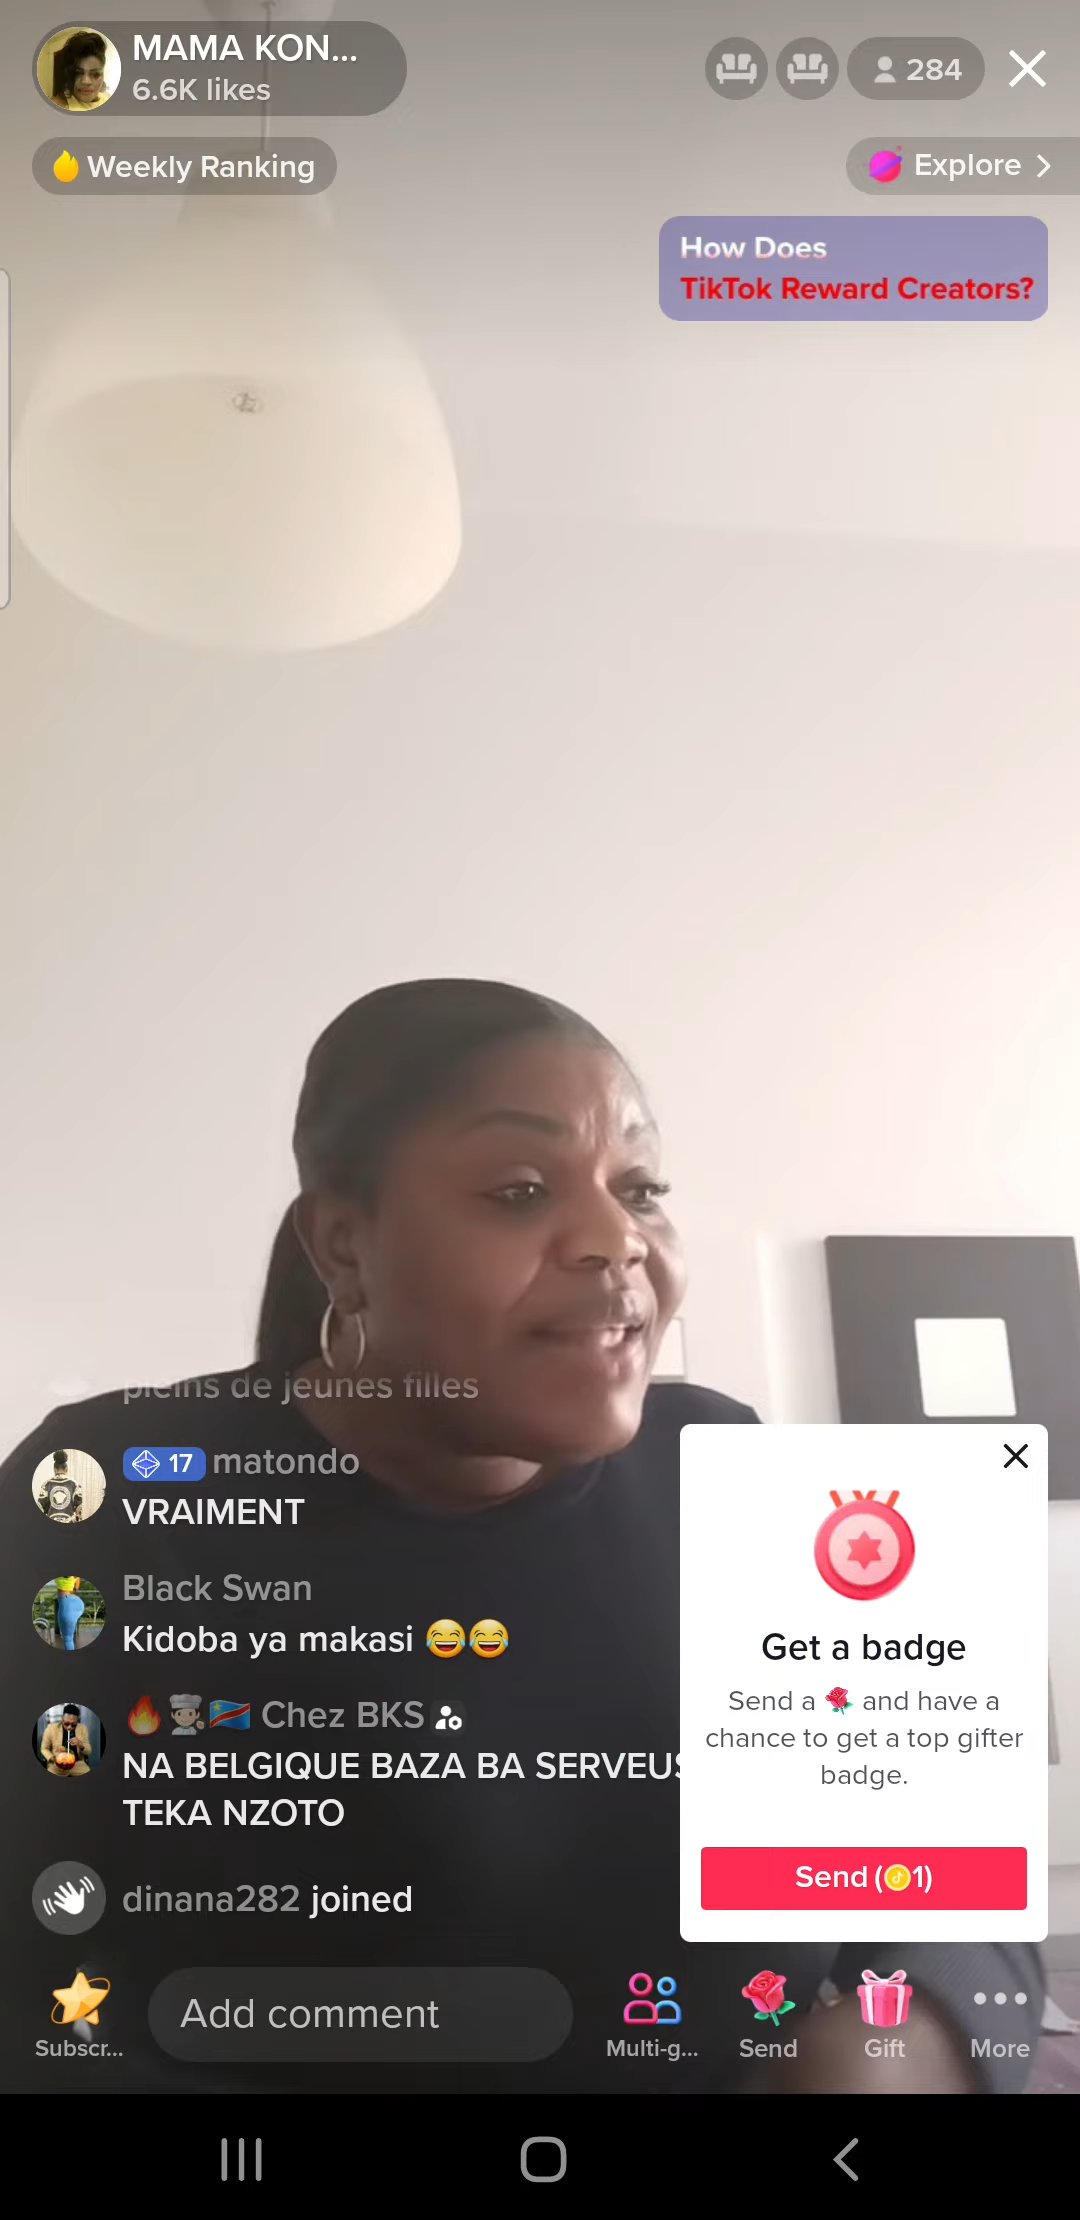 MAMA KON...
6.6K likes
284
Weekly Ranking
Explore
How Does
TikTok Reward Creators?
pleins de jeunes filles
17 matondo
VRAIMENT
Black Swan
Kidoba ya makasi 😂😂
🔥👨🏼‍🍳🇨🇩 Chez BKS
NA BELGIQUE BAZA BA SERVEUS
TEKA NZOTO
dinana282 joined
Get a badge
Send a 🌹 and have a
chance to get a top gifter
badge.
Send (1)
Subscr...
Add comment
Multi-g...
Send
Gift
More